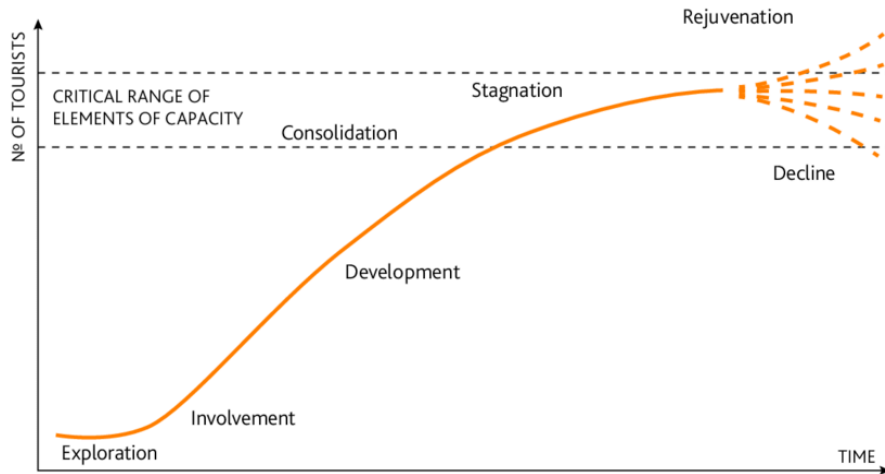 Rejuvenation
Nº OF TOURISTS
CRITICAL RANGE OF
ELEMENTS OF CAPACITY
Stagnation
Consolidation
Decline
Development
Involvement
Exploration
TIME